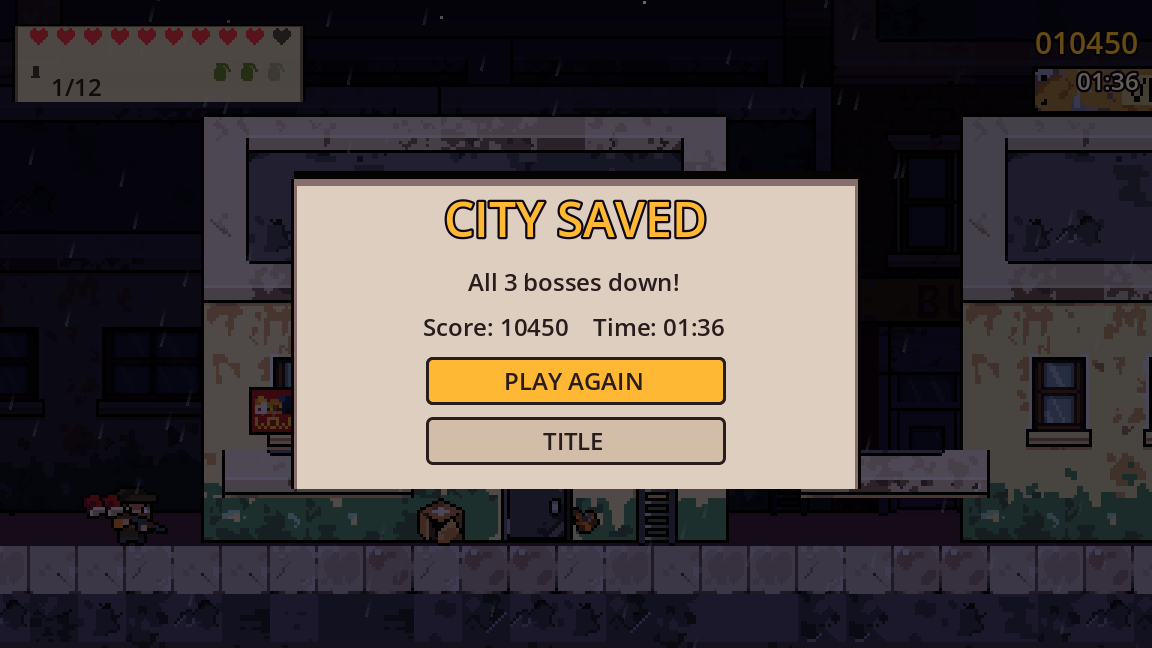 010450
1/12
01:36
CITY SAVED
All 3 bosses down!
Score: 10450 Time: 01:36
PLAY AGAIN
TITLE